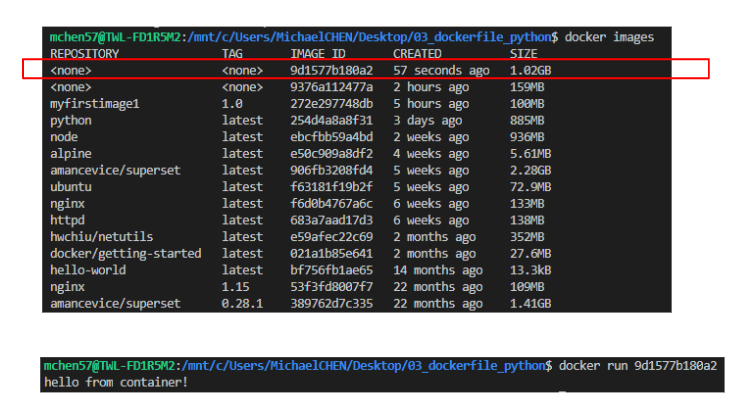 mchen57@TWL-FD1R5M2:/mnt/c/Users/MichaelCHEN/Desktop/03_dockerfile_python$ docker images
REPOSITORY TAG IMAGE ID CREATED SIZE
<none> <none> 9d1577b180a2 57 seconds ago 1.02GB
<none> <none> 9376a112477a 2 hours ago 159MB
myfirstimage1 1.0 272e297748db 5 hours ago 100MB
python latest 254d4a8a8f31 3 days ago 885MB
node latest ebcfbb59a4bd 2 weeks ago 936MB
alpine latest e50c909a8df2 4 weeks ago 5.61MB
amancevice/superset latest 906fb3208fd4 5 weeks ago 2.28GB
ubuntu latest f63181f19b2f 5 weeks ago 72.9MB
nginx latest f6d0b4767a6c 6 weeks ago 133MB
httpd latest 683a7aad17d3 6 weeks ago 138MB
hwchiu/netutils latest e59afec22c69 2 months ago 352MB
docker/getting-started latest 021a1b85e641 2 months ago 27.6MB
hello-world latest bf756fb1ae65 14 months ago 13.3kB
nginx 1.15 53f3fd8007f7 22 months ago 109MB
amancevice/superset 0.28.1 389762d7c335 22 months ago 1.41GB
mchen57@TWL-FD1R5M2:/mnt/c/Users/MichaelCHEN/Desktop/03_dockerfile_python$ docker run 9d1577b180a2
hello from container!